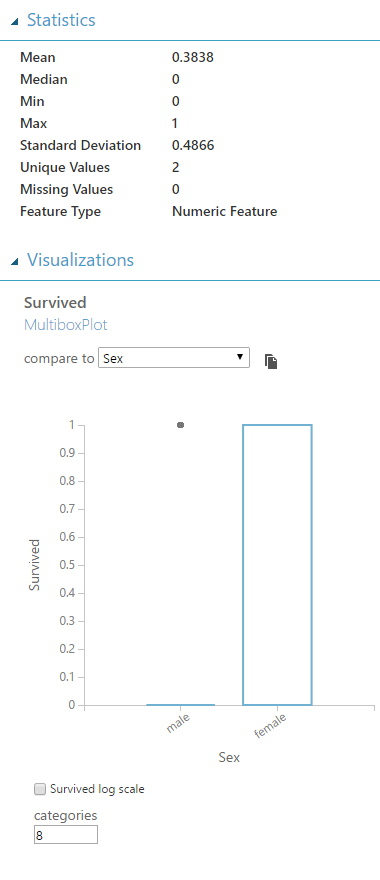 Statistics
Mean 0.3838
Median 0
Min 0
Max 1
Standard Deviation 0.4866
Unique Values 2
Missing Values 0
Feature Type Numeric Feature
Visualizations
Survived
MultiboxPlot
compare to Sex
1
0.9
0.8
0.7
0.6
0.5
0.4
0.3
0.2
0.1
0
Survived
male female
Sex
Survived log scale
categories
8